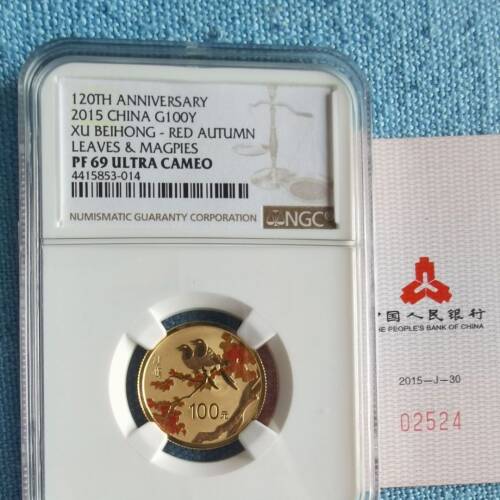 120TH ANNIVERSARY
2015 CHINA G100Y
XU BEIHONG - RED AUTUMN
LEAVES & MAGPIES
PF 69 ULTRA CAMEO
4415853-014
NUMISMATIC GUARANTY CORPORATION
NGC
100元
国人民银行
THE PEOPLE'S BANK OF CHINA
2015—J—30
02524